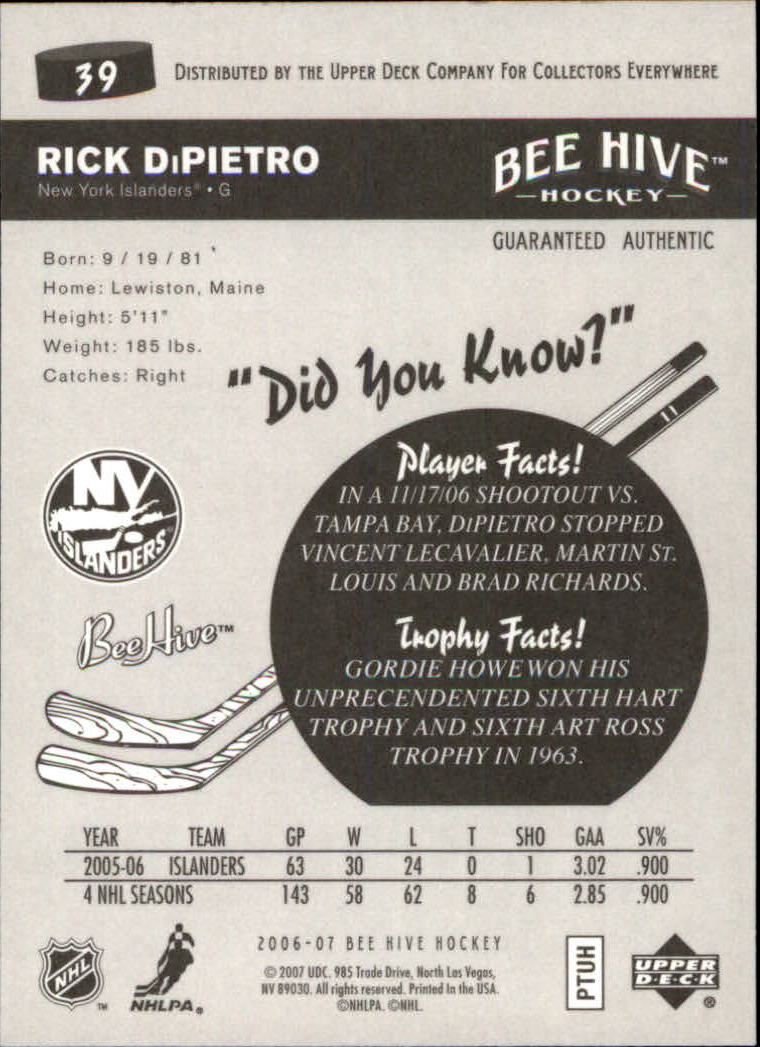 39
DISTRIBUTED BY THE UPPER DECK COMPANY FOR COLLECTORS EVERYWHERE
RICK DiPIETRO
New York Islanders® • G
BEE HIVE™
HOCKEY
GUARANTEED AUTHENTIC
Born: 9 / 19 / 81
Home: Lewiston, Maine
Height: 5'11"
Weight: 185 lbs.
Catches: Right
"Did You Know?"
11
Player Facts!
IN A 11/17/06 SHOOTOUT VS.
TAMPA BAY, DiPIETRO STOPPED
VINCENT LECAVALIER, MARTIN ST.
LOUIS AND BRAD RICHARDS.
NY
ISLANDERS
BeeHive™
Trophy Facts!
GORDIE HOWE WON HIS
UNPRECENDENTED SIXTH HART
TROPHY AND SIXTH ART ROSS
TROPHY IN 1963.
YEAR TEAM GP W L T SHO GAA SV%
2005-06 ISLANDERS 63 30 24 0 1 3.02 .900
4 NHL SEASONS 143 58 62 8 6 2.85 .900
2006-07 BEE HIVE HOCKEY
© 2007 UDC. 985 Trade Drive, North Las Vegas,
NV 89030. All rights reserved. Printed In the USA.
©NHLPA. ©NHL.
NHL
™
NHLPA®
PTUH
UPPER
D·E·C·K
®